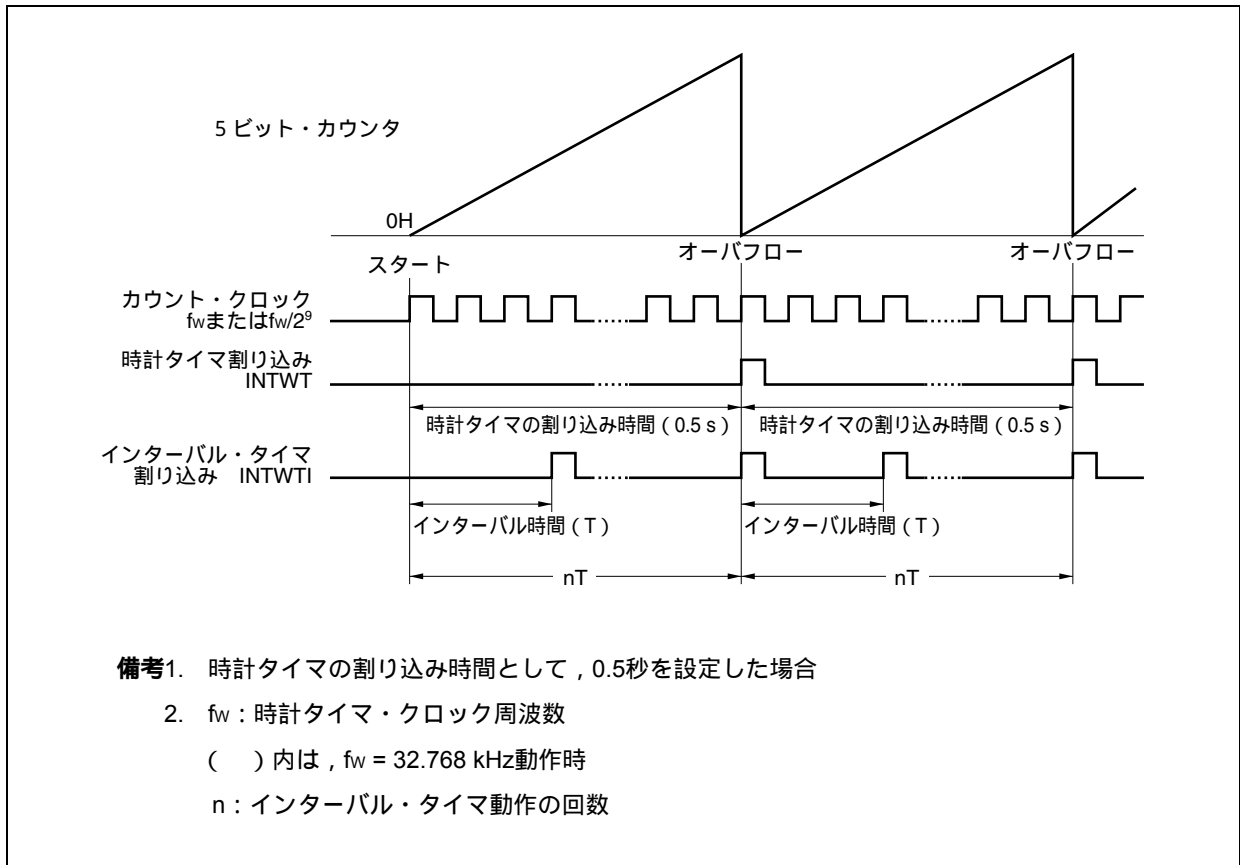 5 ビット・カウンタ
0H
スタート
オーバフロー
オーバフロー
カウント・クロック
fwまたはfw/2⁹
時計タイマ割り込み
INTWT
時計タイマの割り込み時間（0.5 s）
時計タイマの割り込み時間（0.5 s）
インターバル・タイマ
割り込み　INTWTI
インターバル時間（T）
インターバル時間（T）
nT
nT
備考1.　時計タイマの割り込み時間として，0.5秒を設定した場合
2.　fw：時計タイマ・クロック周波数
（　）内は，fw = 32.768 kHz動作時
n：インターバル・タイマ動作の回数